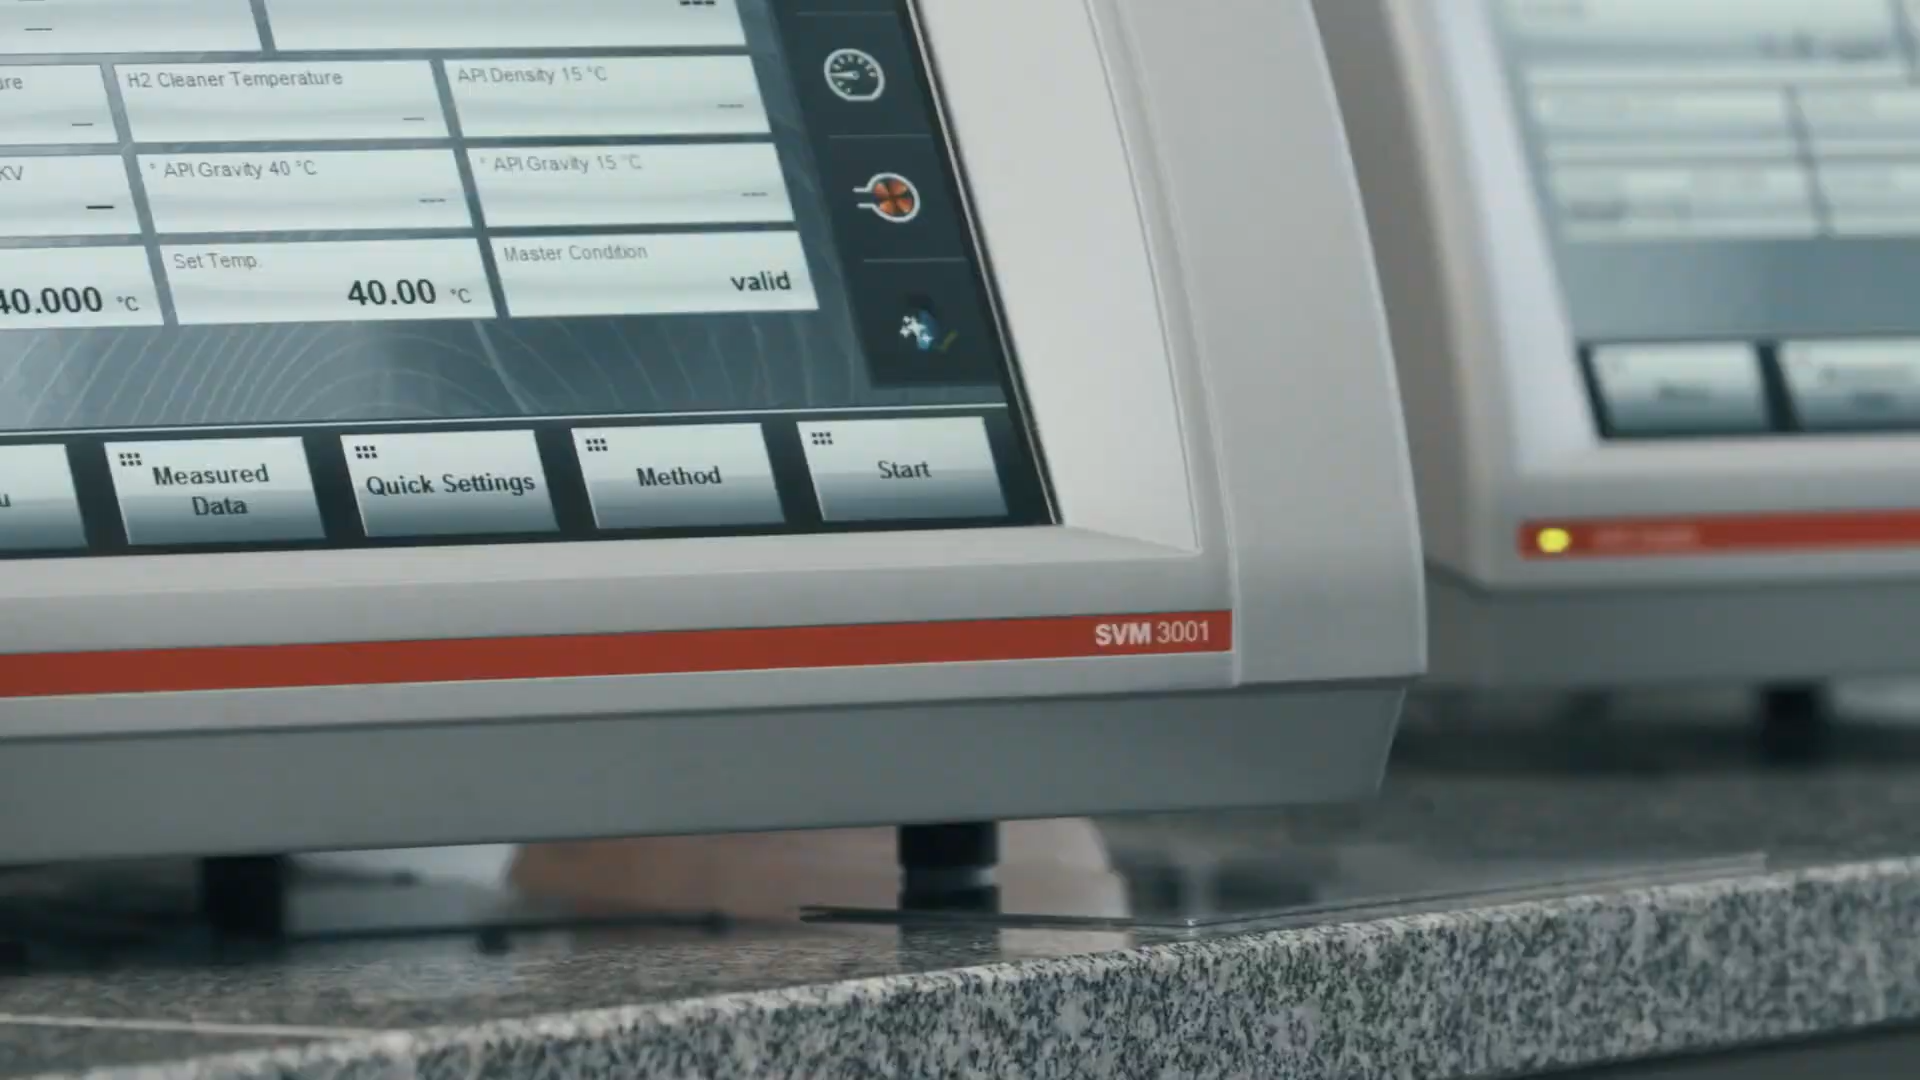 H2 Cleaner Temperature
API Density 15 °C
---
° API Gravity 40 °C
---
° API Gravity 15 °C
---
Set Temp.
40.00 °C
Master Condition
valid
40.000 °C
Measured
Data
Quick Settings
Method
Start
SVM 3001